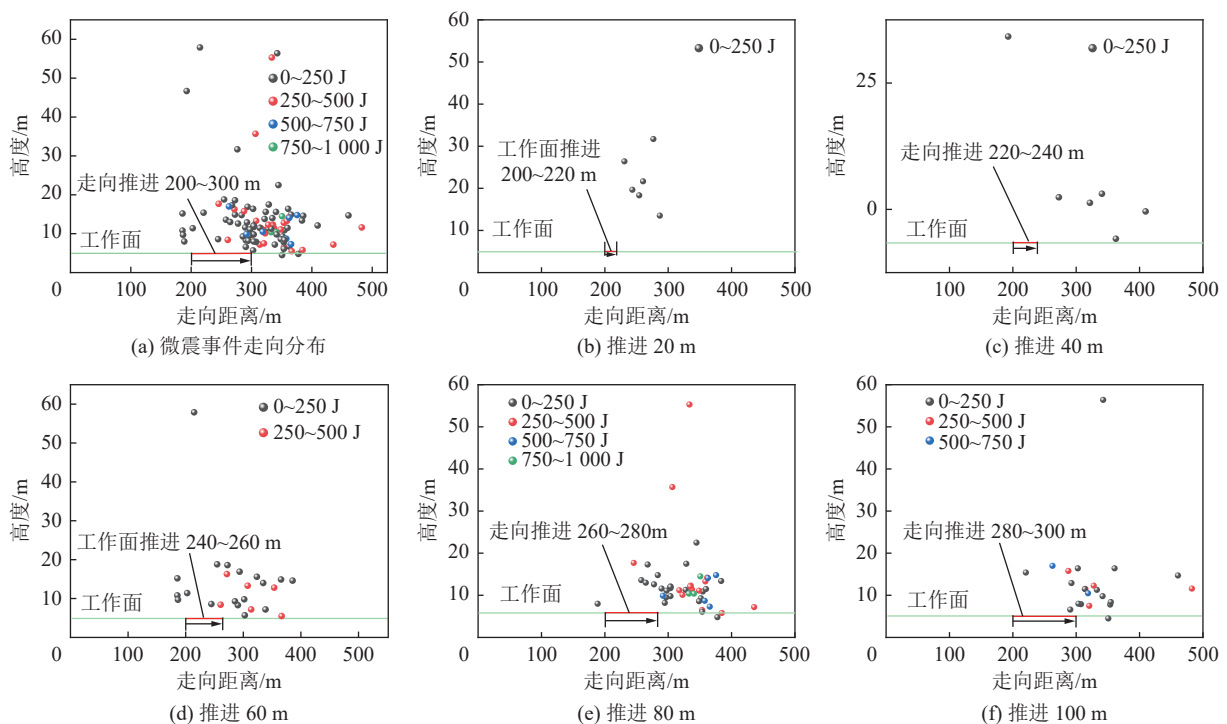 60
50
40
30
20
10
高度/m
0~250 J
250~500 J
500~750 J
750~1 000 J
走向推进 200~300 m
工作面
0
100
200
300
400
500
走向距离/m
(a) 微震事件走向分布
60
50
40
30
20
10
高度/m
0~250 J
工作面推进
200~220 m
工作面
0
100
200
300
400
500
走向距离/m
(b) 推进 20 m
25
0
高度/m
0~250 J
走向推进 220~240 m
工作面
0
100
200
300
400
500
走向距离/m
(c) 推进 40 m
60
50
40
30
20
10
高度/m
0~250 J
250~500 J
工作面推进 240~260 m
工作面
0
100
200
300
400
500
走向距离/m
(d) 推进 60 m
60
50
40
30
20
10
高度/m
0~250 J
250~500 J
500~750 J
750~1 000 J
走向推进 260~280m
工作面
0
100
200
300
400
500
走向距离/m
(e) 推进 80 m
60
50
40
30
20
10
高度/m
0~250 J
250~500 J
500~750 J
走向推进 280~300 m
工作面
0
100
200
300
400
500
走向距离/m
(f) 推进 100 m